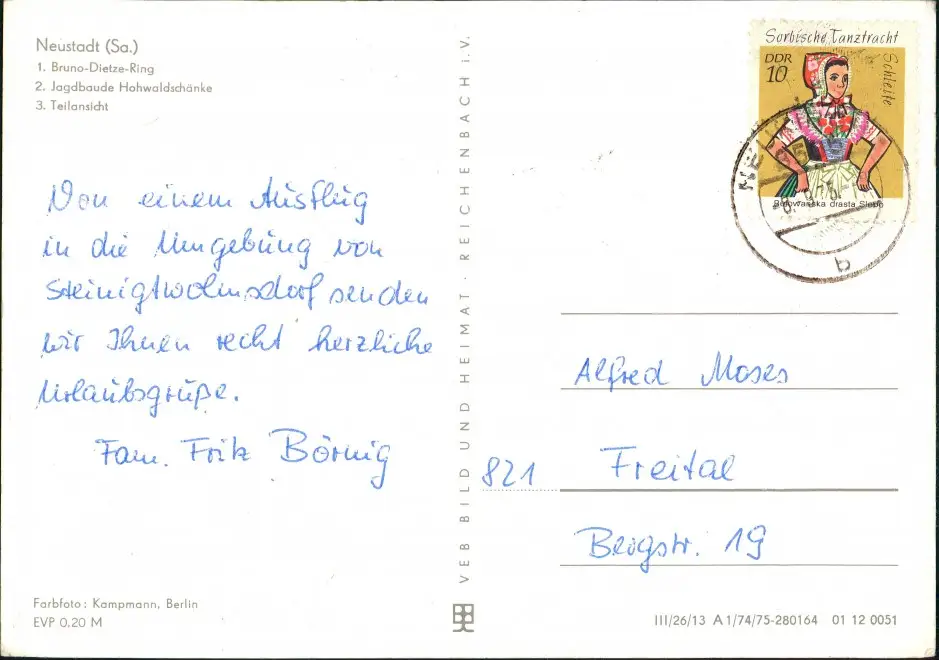 Neustadt (Sa.)
1. Bruno-Dietze-Ring
2. Jagdbaude Hohwaldschänke
3. Teilansicht
Von einem Ausflug
in die Umgebung von
Steinigtwolmsdorf senden
wir Ihnen recht herzliche
Urlaubsgrüße.
Fam. Fritz Börnig
Farbfoto: Kampmann, Berlin
EVP 0,20 M
VEB BILD UND HEIMAT · REICHENBACH i.V.
Sorbische Tanztracht
Schleife
DDR
10
drasta Slepo
b
Alfred Moses
821 Freital
Bergstr. 19
III/26/13 A 1/74/75-280164 01 12 0051